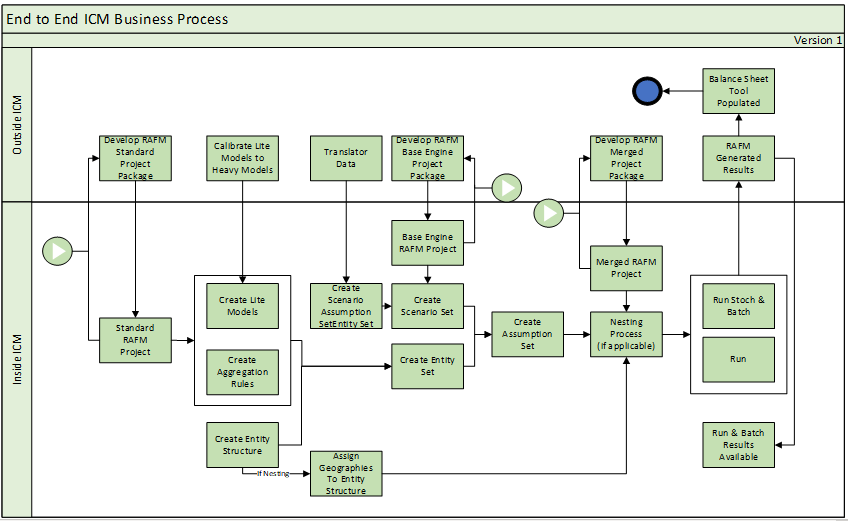 End to End ICM Business Process
Version 1
Outside ICM
Balance Sheet
Tool
Populated
Develop RAFM
Standard
Project
Package
Calibrate Lite
Models to
Heavy Models
Translator
Data
Develop RAFM
Base Engine
Project
Package
Develop RAFM
Merged
Project
Package
RAFM
Generated
Results
Inside ICM
Base Engine
RAFM Project
Merged RAFM
Project
Standard
RAFM
Project
Create Lite
Models
Create
Scenario
Assumption
SetEntity Set
Create
Scenario Set
Create
Assumption
Set
Nesting
Process
(if applicable)
Run Stoch &
Batch
Create
Aggregation
Rules
Create Entity
Set
Run
Create Entity
Structure
If Nesting
Assign
Geographies
To Entity
Structure
Run & Batch
Results
Available